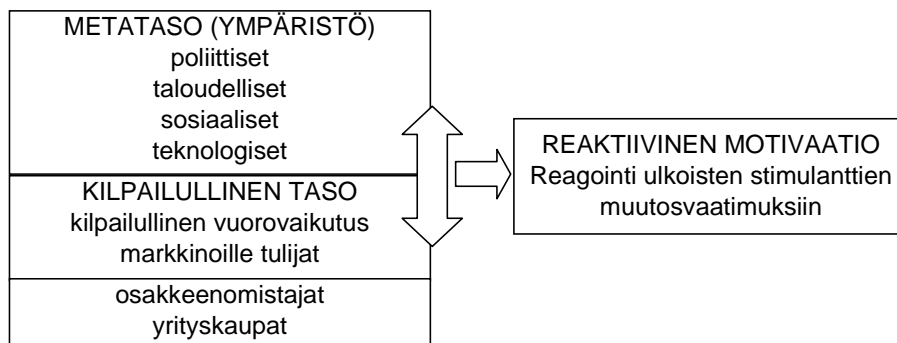 METATASO (YMPÄRISTÖ)
poliittiset
taloudelliset
sosiaaliset
teknologiset
KILPAILULLINEN TASO
kilpailullinen vuorovaikutus
markkinoille tulijat
osakkeenomistajat
yrityskaupat
REAKTIIVINEN MOTIVAATIO
Reagointi ulkoisten stimulanttien
muutosvaatimuksiin